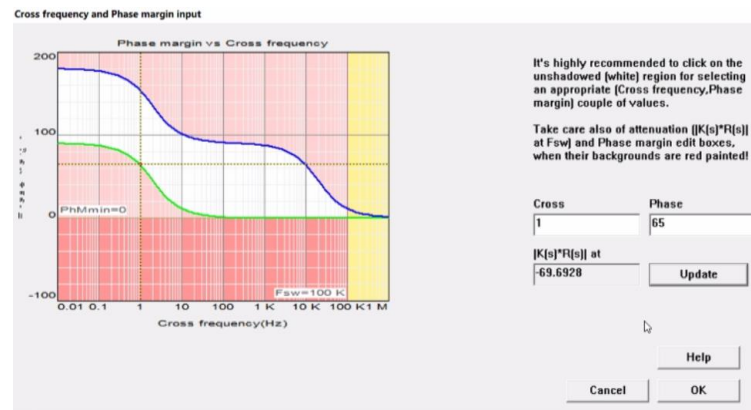 Cross frequency and Phase margin input
Phase margin vs Cross frequency
200
100
0
-100
PhMmin=0
Fsw=100 K
0.01 0.1 1 10 100 1 K 10 K 100 K1 M
Cross frequency(Hz)
It's highly recommended to click on the
unshadowed (white) region for selecting
an appropriate (Cross frequency,Phase
margin) couple of values.
Take care also of attenuation (|K(s)*R(s)|
at Fsw) and Phase margin edit boxes,
when their backgrounds are red painted!
Cross Phase
1 65
|K(s)*R(s)| at
-69.6928 Update
Help
Cancel OK